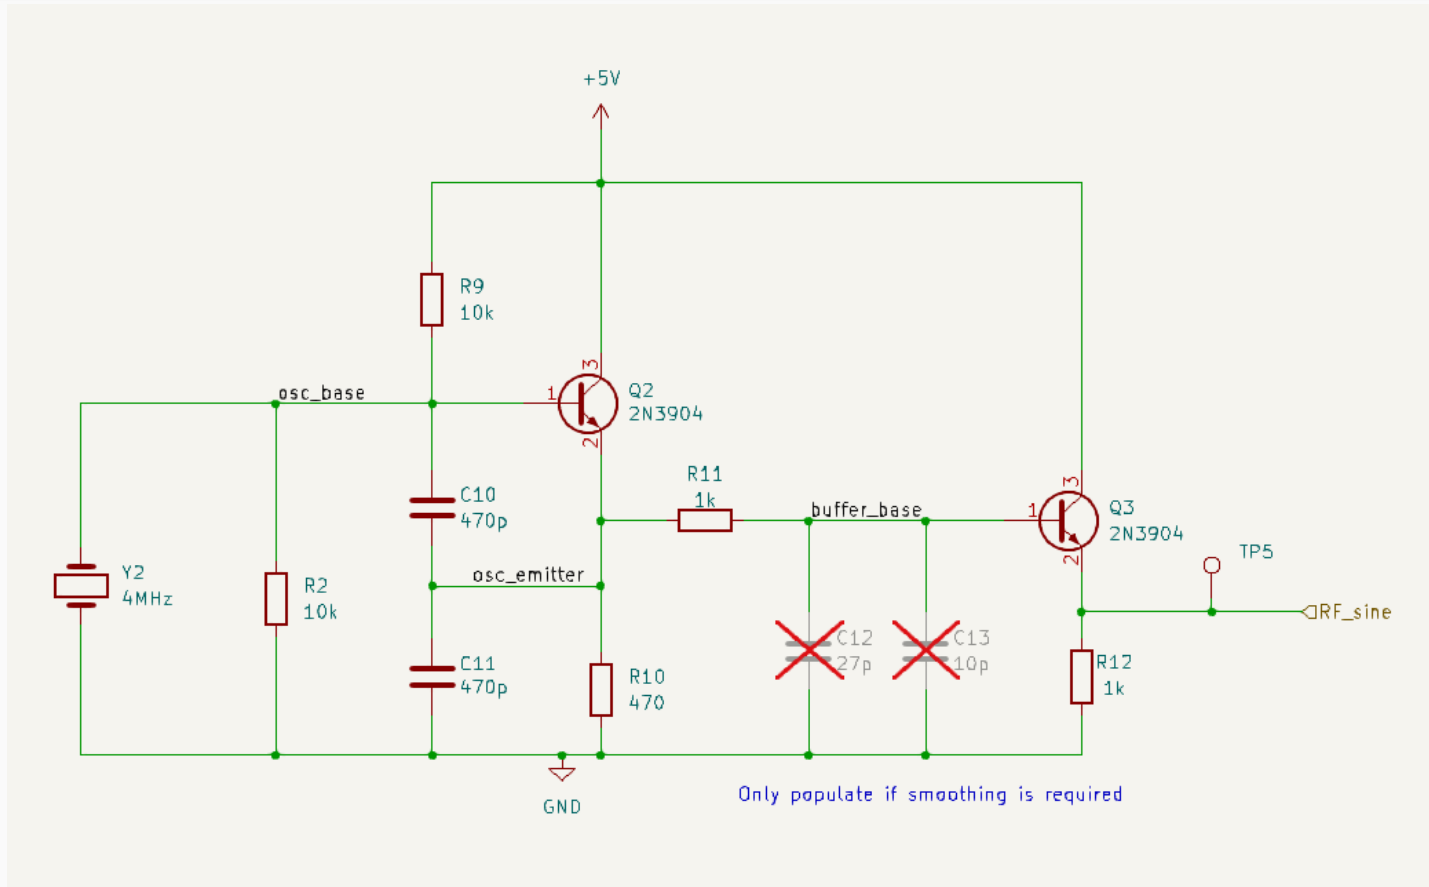 +5V
R9
10k
osc_base
3
1
Q2
2N3904
2
R11
1k
C10
470p
buffer_base
3
1
Q3
2N3904
2
TP5
Y2
4MHz
R2
10k
osc_emitter
RF_sine
C12
27p
C13
10p
C11
470p
R10
470
R12
1k
Only populate if smoothing is required
GND